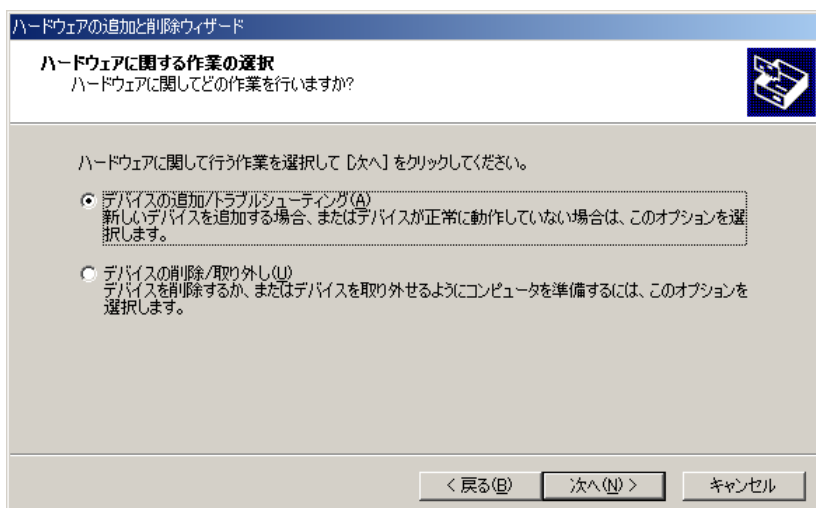 ハードウェアの追加と削除ウィザード
ハードウェアに関する作業の選択
ハードウェアに関してどの作業を行いますか?
ハードウェアに関して行う作業を選択して [次へ] をクリックしてください。
デバイスの追加/トラブルシューティング(A)
新しいデバイスを追加する場合、またはデバイスが正常に動作していない場合は、このオプションを選
択します。
デバイスの削除/取り外し(U)
デバイスを削除するか、またはデバイスを取り外せるようにコンピュータを準備するには、このオプションを
選択します。
< 戻る(B)
次へ(N) >
キャンセル